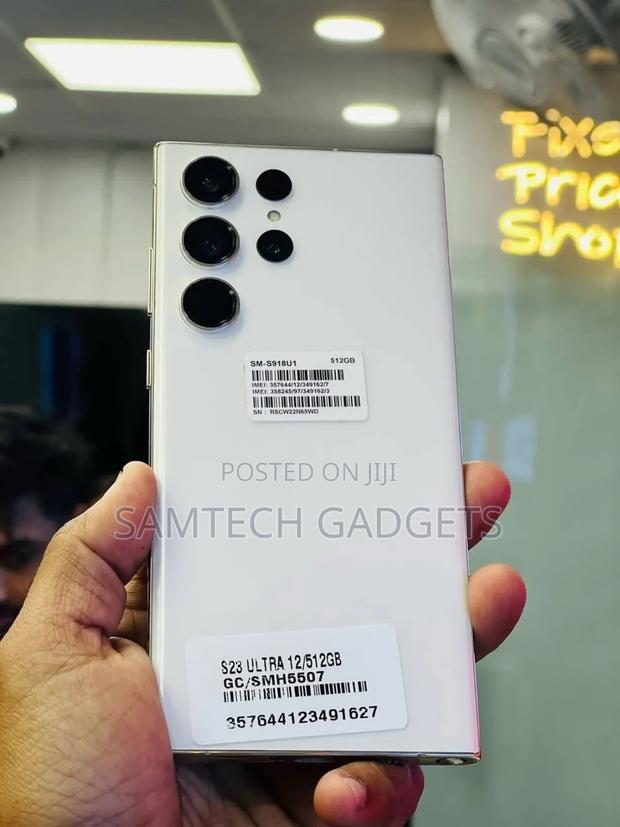 Fixe
Pric
Shop
SM-S918U1 512GB
IMEI: 357644/12/349162/7
IMEI: 358245/97/349162/3
SN : R5CW22N65WD
POSTED ON JIJI
SAMTECH GADGETS
S23 ULTRA 12/512GB
GC/SMH5507
357644123491627